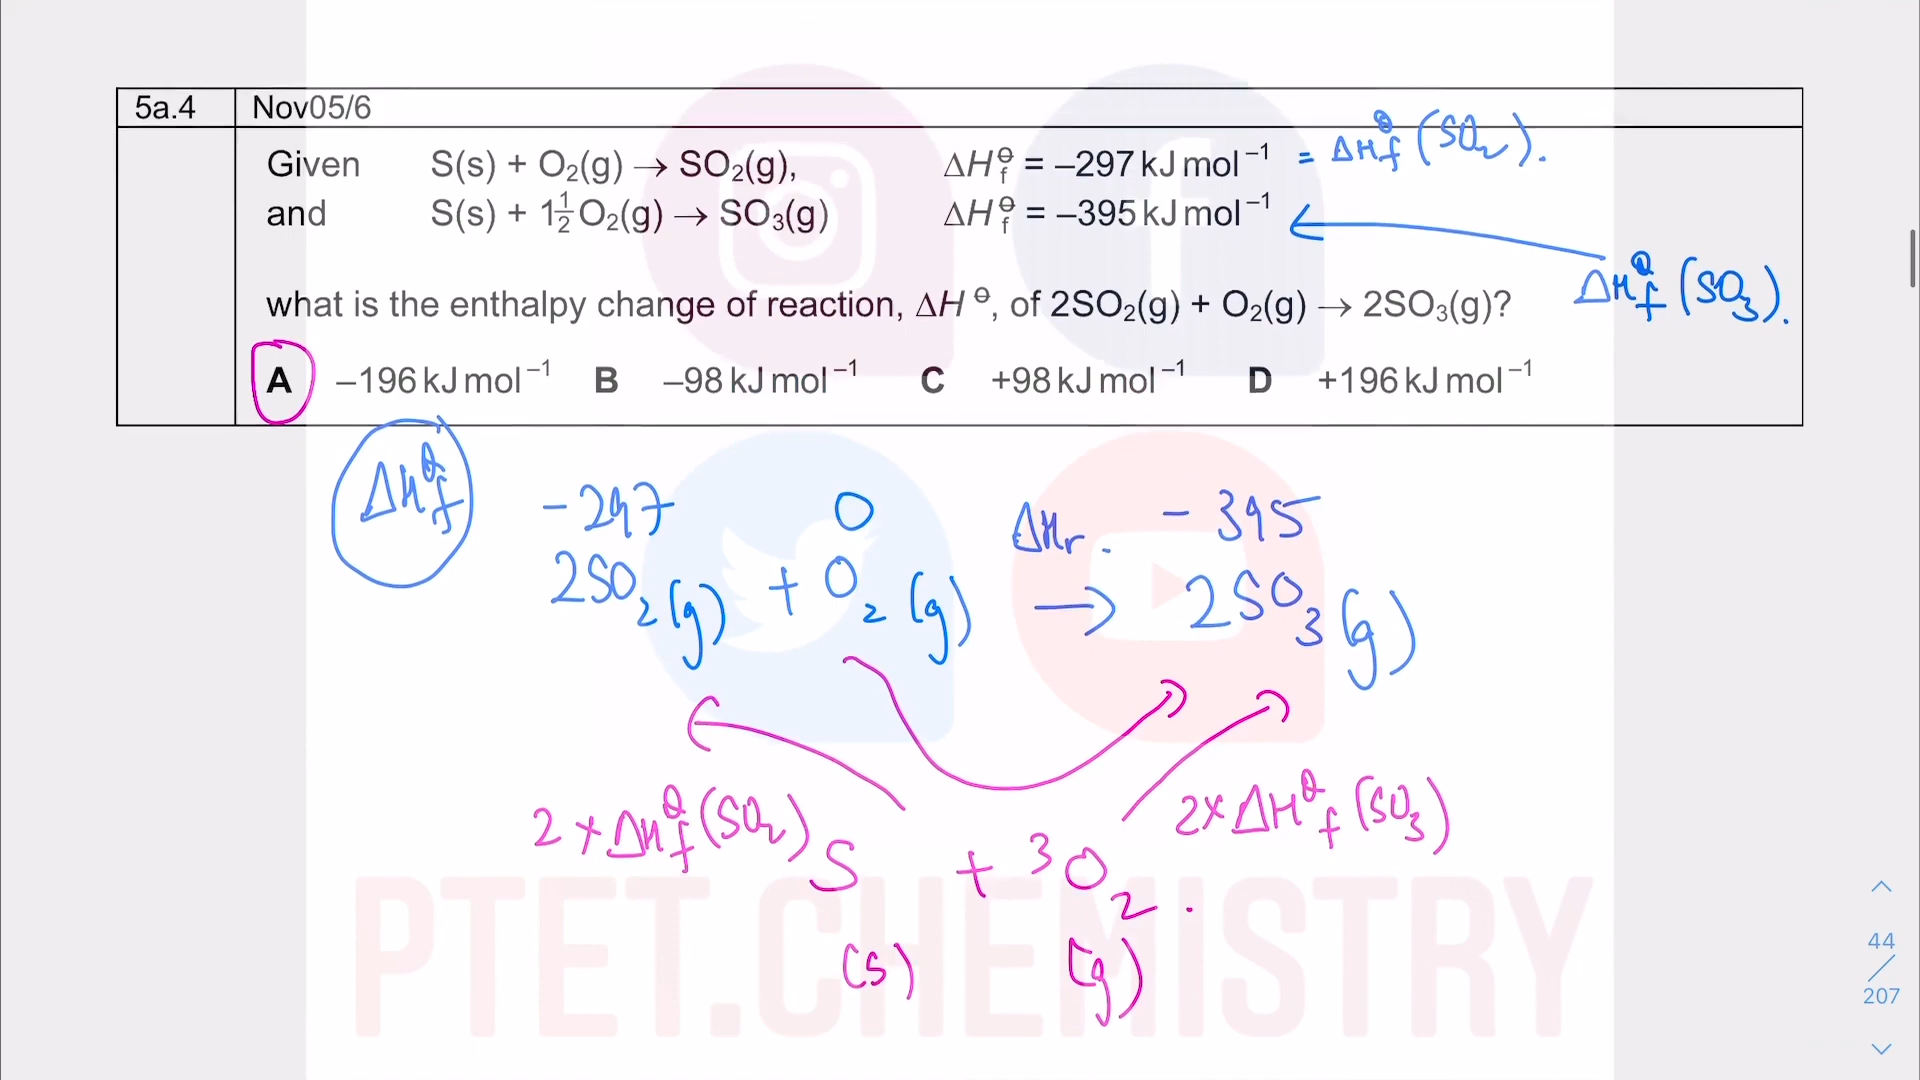 5a.4 Nov05/6
Given S(s) + O₂(g) → SO₂(g), ΔH⦵f = –297 kJ mol⁻¹ = ΔH⦵f (SO₂).
and S(s) + 1½O₂(g) → SO₃(g) ΔH⦵f = –395 kJ mol⁻¹
ΔH⦵f (SO₃).
what is the enthalpy change of reaction, ΔH⦵, of 2SO₂(g) + O₂(g) → 2SO₃(g)?
A –196 kJ mol⁻¹ B –98 kJ mol⁻¹ C +98 kJ mol⁻¹ D +196 kJ mol⁻¹
ΔH⦵f -297 0 ΔHr. -395
2SO₂(g) + O₂(g) → 2SO₃(g)
2×ΔH⦵f (SO₂) 2×ΔH⦵f (SO₃)
S + 3O₂.
(s) (g)
PTET.CHEMISTRY
44
/
207